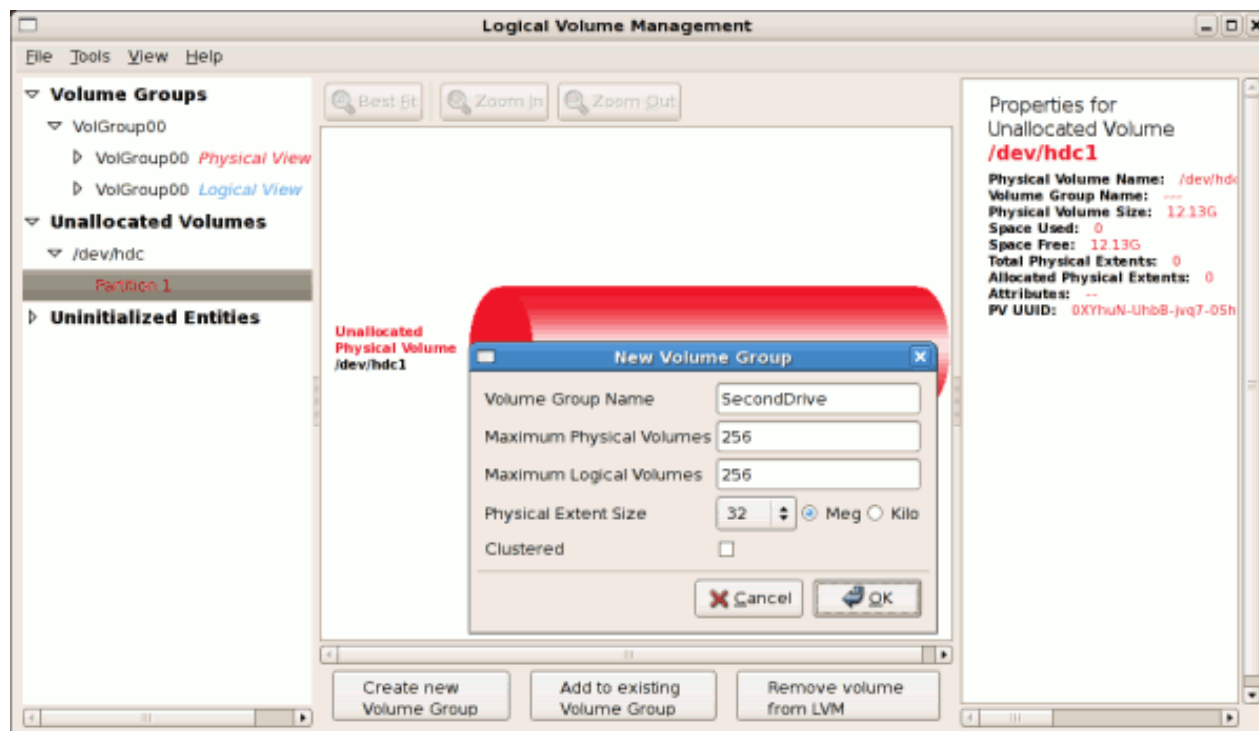 Logical Volume Management
File Tools View Help
Volume Groups
VolGroup00
VolGroup00 Physical View
VolGroup00 Logical View
Unallocated Volumes
/dev/hdc
Partition 1
Uninitialized Entities
Best Fit Zoom In Zoom Out
Unallocated
Physical Volume
/dev/hdc1
New Volume Group
Volume Group Name SecondDrive
Maximum Physical Volumes 256
Maximum Logical Volumes 256
Physical Extent Size 32 Meg Kilo
Clustered
Cancel OK
Create new
Volume Group
Add to existing
Volume Group
Remove volume
from LVM
Properties for
Unallocated Volume
/dev/hdc1
Physical Volume Name: /dev/hdc
Volume Group Name: ---
Physical Volume Size: 12.13G
Space Used: 0
Space Free: 12.13G
Total Physical Extents: 0
Allocated Physical Extents: 0
Attributes: --
PV UUID: 0XYhuN-UhbB-jvq7-05h